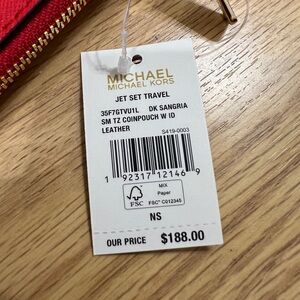 MICHAEL
MICHAEL KORS
JET SET TRAVEL
35F7GTVU1L DK SANGRIA
SM TZ COINPOUCH W ID
LEATHER S419-0003
1 92317 12146 9
FSC
MIX
Paper
FSC® C012345
NS
OUR PRICE $188.00